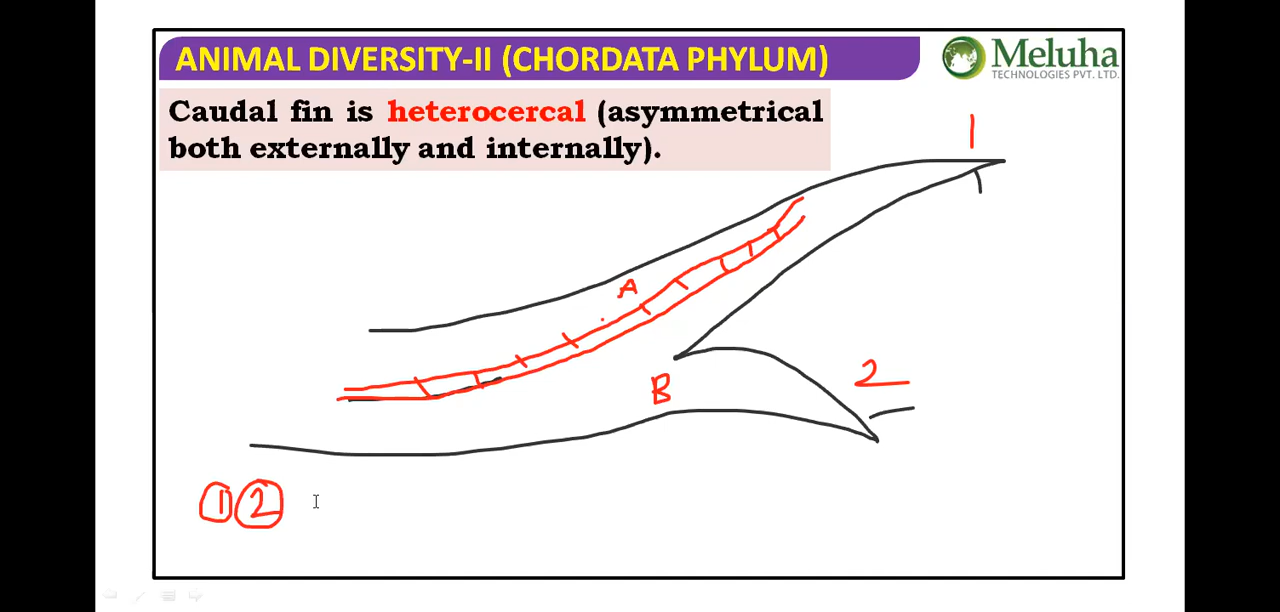 ANIMAL DIVERSITY-II (CHORDATA PHYLUM)
Meluha
TECHNOLOGIES PVT. LTD.
Caudal fin is heterocercal (asymmetrical
both externally and internally).
1
A
B
2
1 2